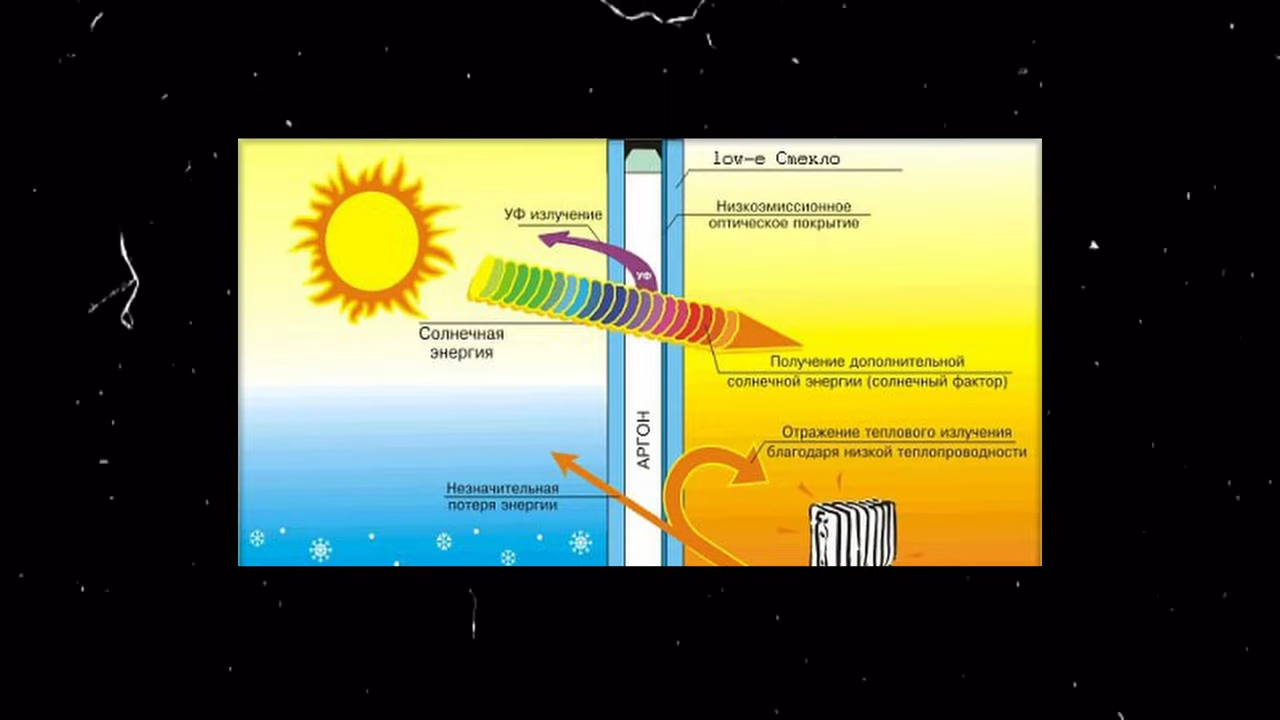 low-e Стекло
Низкоэмиссионное
оптическое покрытие
УФ излучение
УФ
Солнечная
энергия
Получение дополнительной
солнечной энергии (солнечный фактор)
АРГОН
Отражение теплового излучения
благодаря низкой теплопроводности
Незначительная
потеря энергии